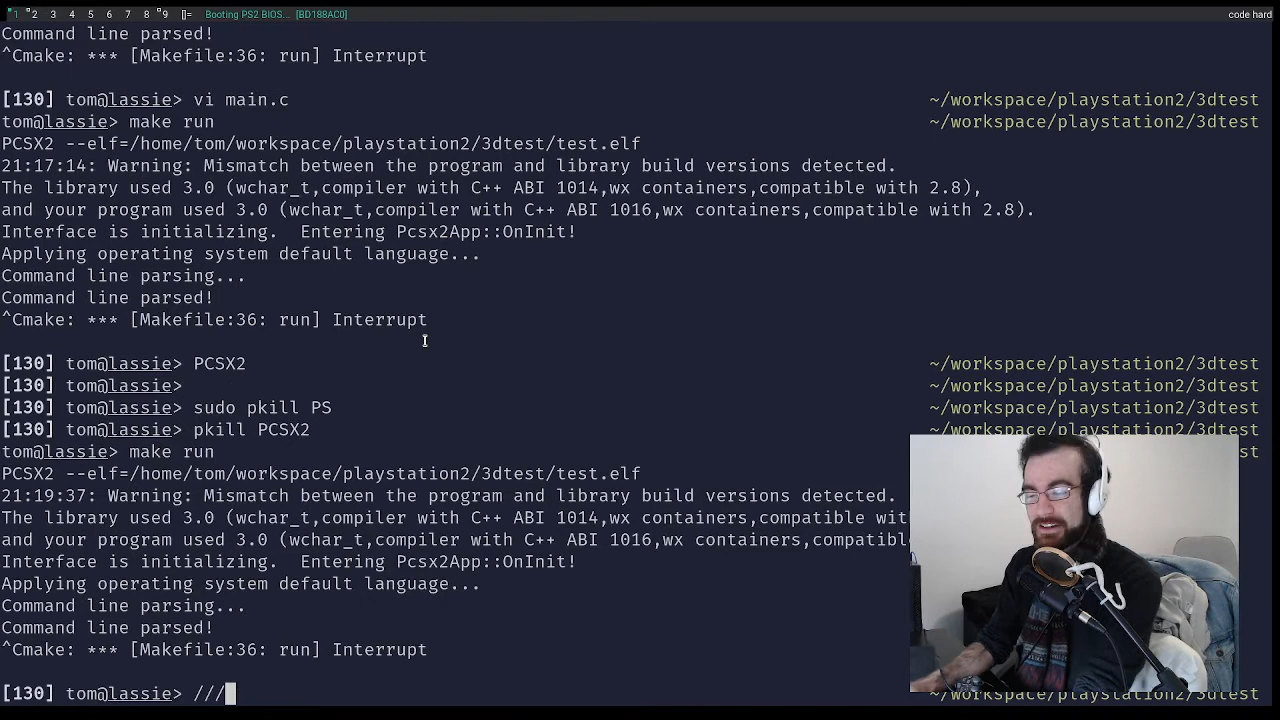 1 2 3 4 5 6 7 8 9 []= Booting PS2 BIOS... [BD188AC0] code hard
Command line parsed!
^Cmake: *** [Makefile:36: run] Interrupt
[130] tom@lassie> vi main.c ~/workspace/playstation2/3dtest
tom@lassie> make run ~/workspace/playstation2/3dtest
PCSX2 --elf=/home/tom/workspace/playstation2/3dtest/test.elf
21:17:14: Warning: Mismatch between the program and library build versions detected.
The library used 3.0 (wchar_t,compiler with C++ ABI 1014,wx containers,compatible with 2.8),
and your program used 3.0 (wchar_t,compiler with C++ ABI 1016,wx containers,compatible with 2.8).
Interface is initializing.  Entering Pcsx2App::OnInit!
Applying operating system default language...
Command line parsing...
Command line parsed!
^Cmake: *** [Makefile:36: run] Interrupt
[130] tom@lassie> PCSX2 ~/workspace/playstation2/3dtest
[130] tom@lassie> ~/workspace/playstation2/3dtest
[130] tom@lassie> sudo pkill PS ~/workspace/playstation2/3dtest
[130] tom@lassie> pkill PCSX2 ~/workspace/playstation2/3dtest
tom@lassie> make run
PCSX2 --elf=/home/tom/workspace/playstation2/3dtest/test.elf
21:19:37: Warning: Mismatch between the program and library build versions detected.
The library used 3.0 (wchar_t,compiler with C++ ABI 1014,wx containers,compatible wit
and your program used 3.0 (wchar_t,compiler with C++ ABI 1016,wx containers,compatibl
Interface is initializing.  Entering Pcsx2App::OnInit!
Applying operating system default language...
Command line parsing...
Command line parsed!
^Cmake: *** [Makefile:36: run] Interrupt
[130] tom@lassie> /// ~/workspace/playstation2/3dtest